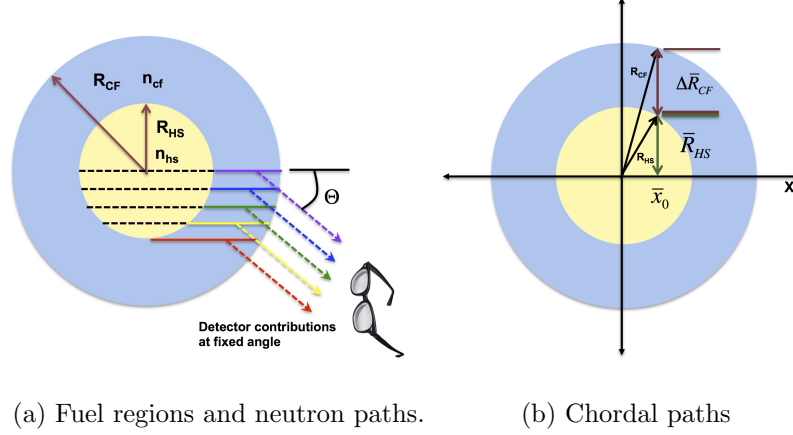 R_CF n_cf
R_HS
n_hs
Θ
Detector contributions
at fixed angle
R_CF
ΔR̅_CF
R_HS
R̅_HS
x̅_0
X
(a) Fuel regions and neutron paths.
(b) Chordal paths